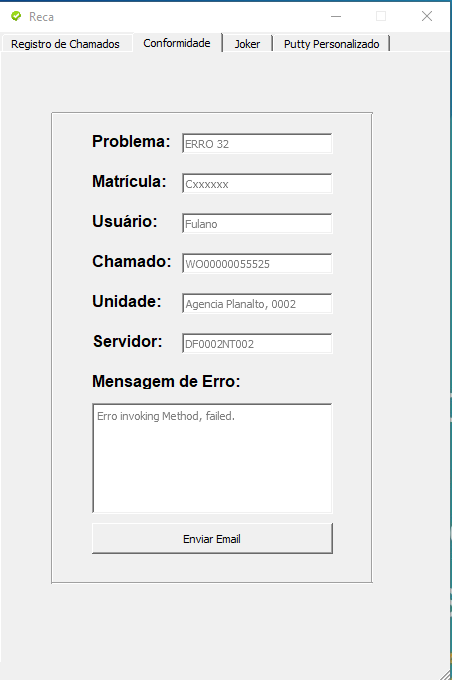 Reca
Registro de Chamados Conformidade Joker Putty Personalizado
Problema: ERRO 32
Matrícula: Cxxxxxx
Usuário: Fulano
Chamado: WO00000055525
Unidade: Agencia Planalto, 0002
Servidor: DF0002NT002
Mensagem de Erro:
Erro invoking Method, failed.
Enviar Email